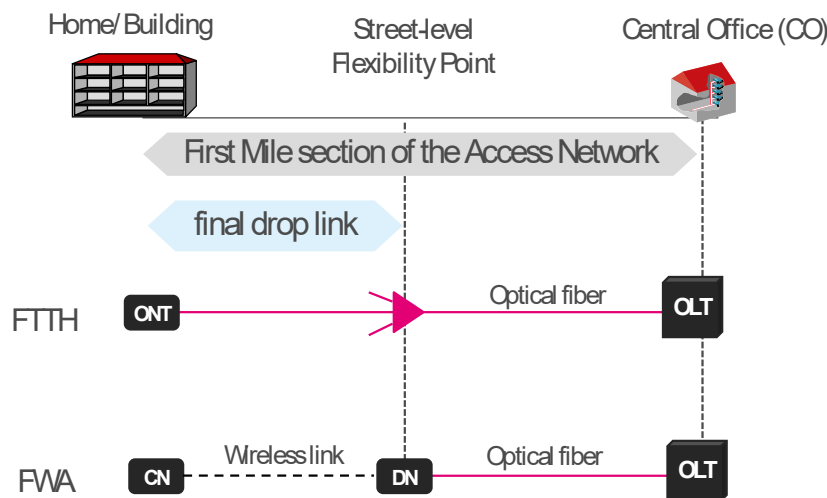 Home/ Building
Street-level
Flexibility Point
Central Office (CO)
First Mile section of the Access Network
final drop link
FTTH
ONT
Optical fiber
OLT
FWA
CN
Wireless link
DN
Optical fiber
OLT